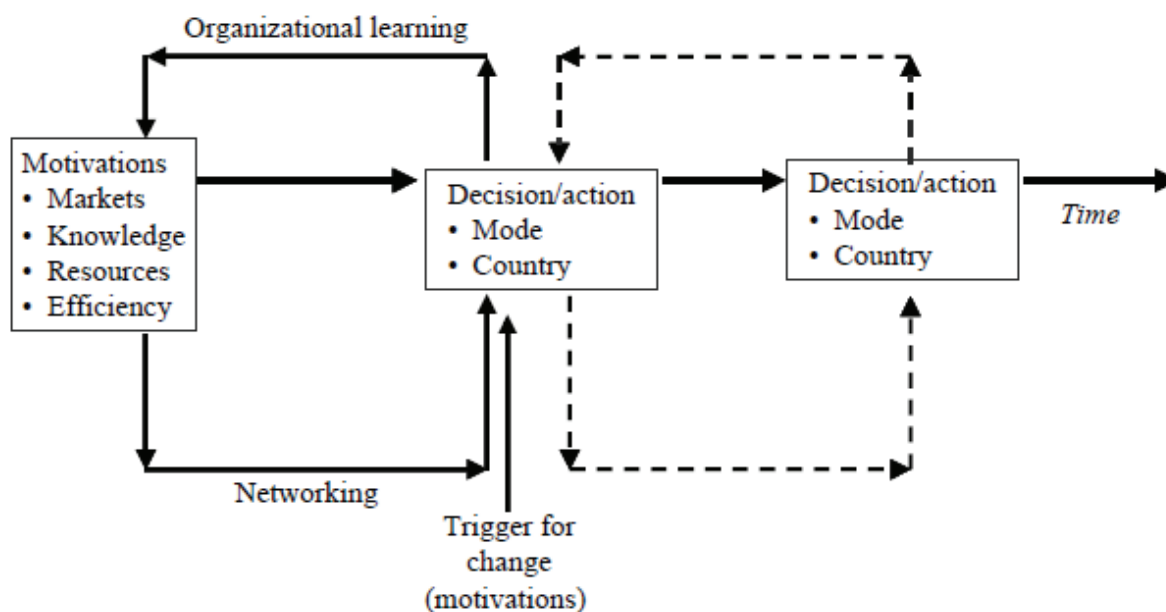 Organizational learning
Motivations
• Markets
• Knowledge
• Resources
• Efficiency
Decision/action
• Mode
• Country
Decision/action
• Mode
• Country
Time
Networking
Trigger for
change
(motivations)